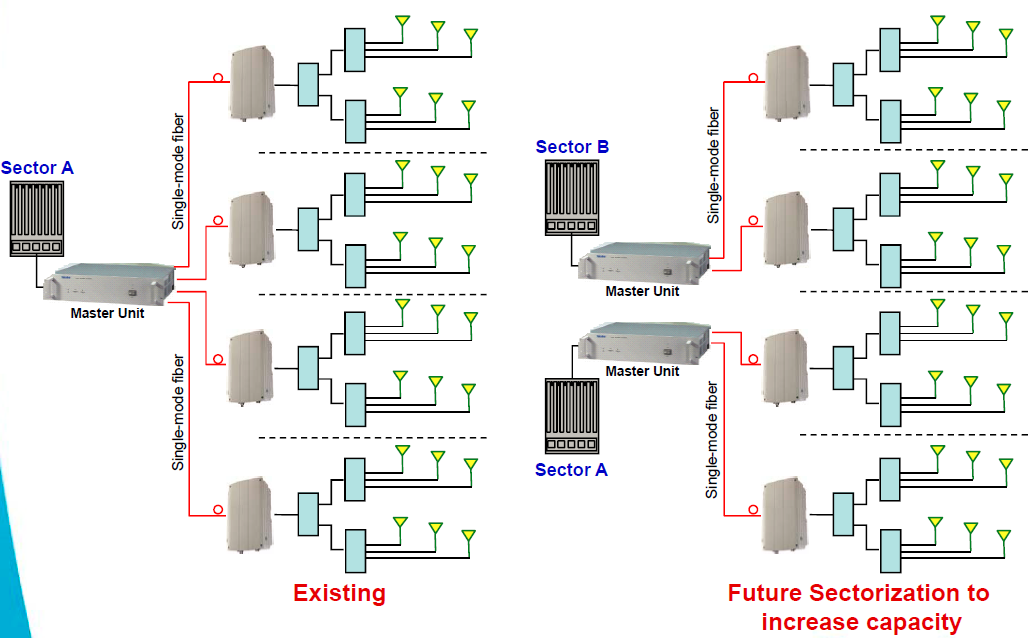 Sector A
Single-mode fiber
Master Unit
Single-mode fiber
Existing
Sector B
Single-mode fiber
Master Unit
Master Unit
Sector A
Single-mode fiber
Future Sectorization to
increase capacity